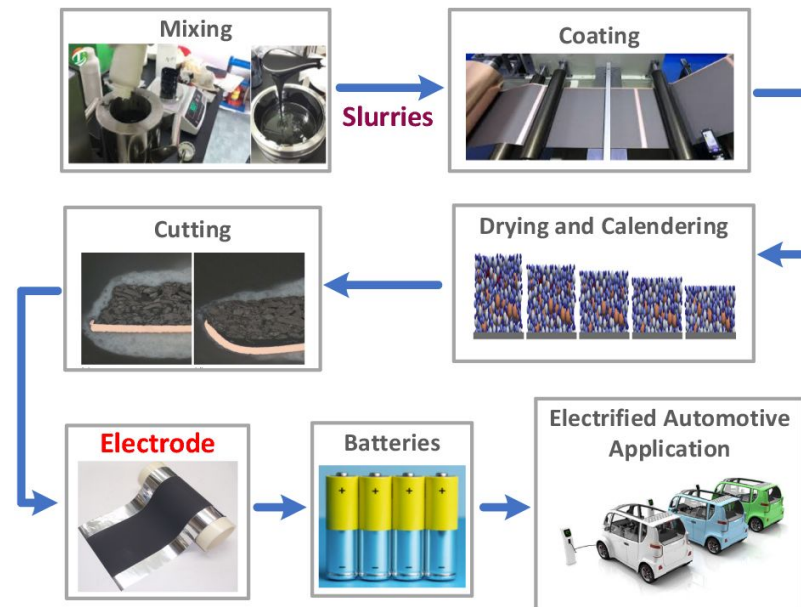 Mixing
Coating
Slurries
Cutting
Drying and Calendering
Electrode
Batteries
Electrified Automotive
Application
+ + + +